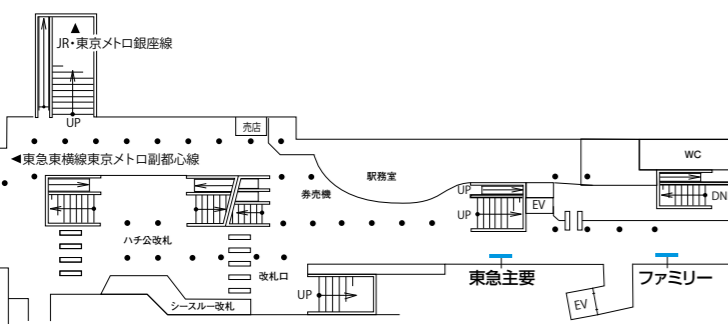 ▲
JR・東京メトロ銀座線
UP
売店
◀東急東横線東京メトロ副都心線
駅務室
WC
券売機
UP
UP
EV
DN
ハチ公改札
改札口
シースルー改札
UP
東急主要
ファミリー
EV